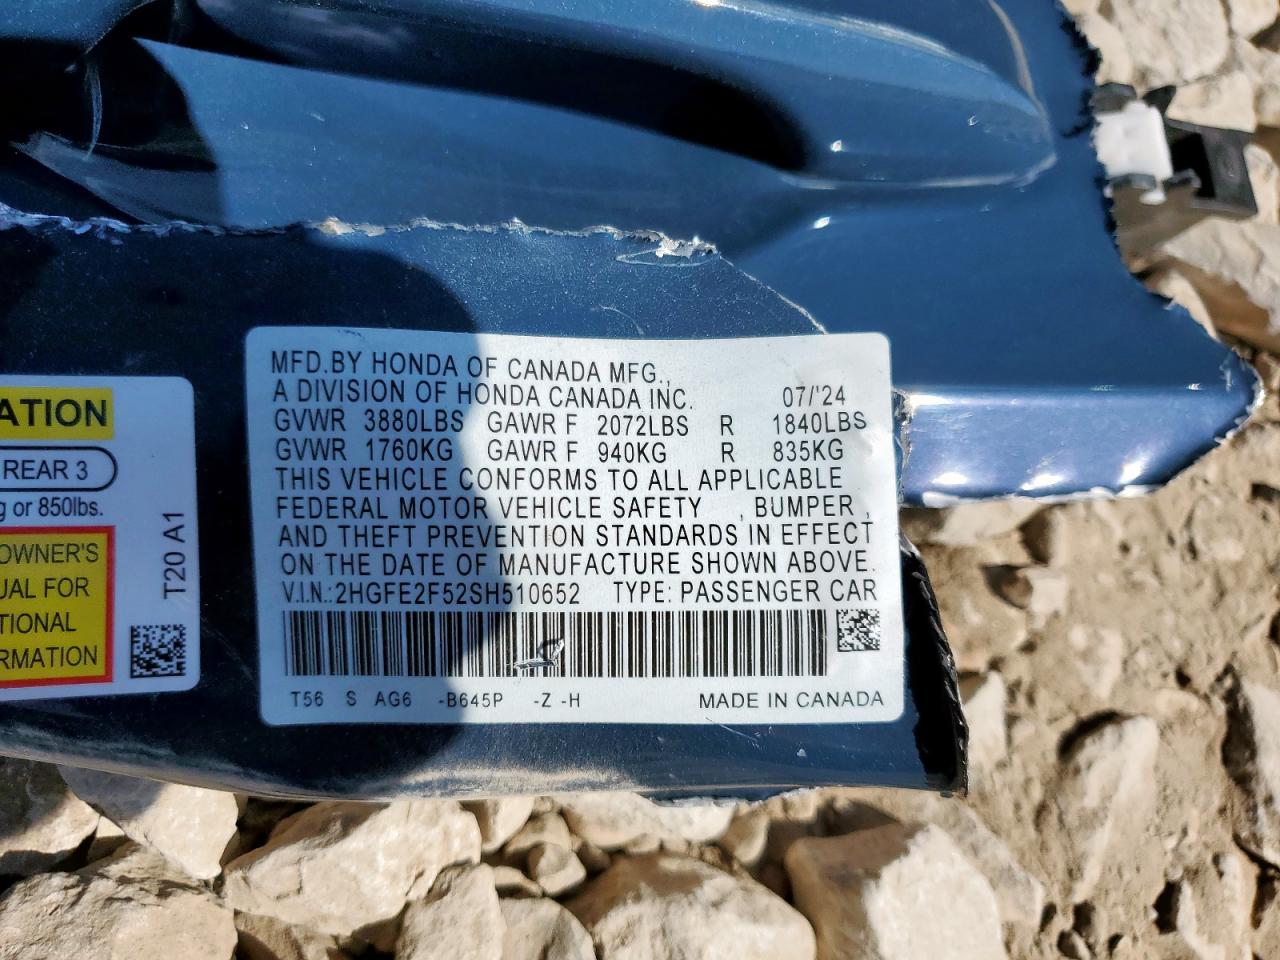 ATION
REAR 3
g or 850lbs.
OWNER'S
UAL FOR
TIONAL
RMATION
T20 A1
MFD.BY HONDA OF CANADA MFG.,
A DIVISION OF HONDA CANADA INC. 07/'24
GVWR 3880LBS GAWR F 2072LBS R 1840LBS
GVWR 1760KG GAWR F 940KG R 835KG
THIS VEHICLE CONFORMS TO ALL APPLICABLE
FEDERAL MOTOR VEHICLE SAFETY , BUMPER ,
AND THEFT PREVENTION STANDARDS IN EFFECT
ON THE DATE OF MANUFACTURE SHOWN ABOVE.
V.I.N.:2HGFE2F52SH510652 TYPE: PASSENGER CAR
T56 S AG6 -B645P -Z -H MADE IN CANADA